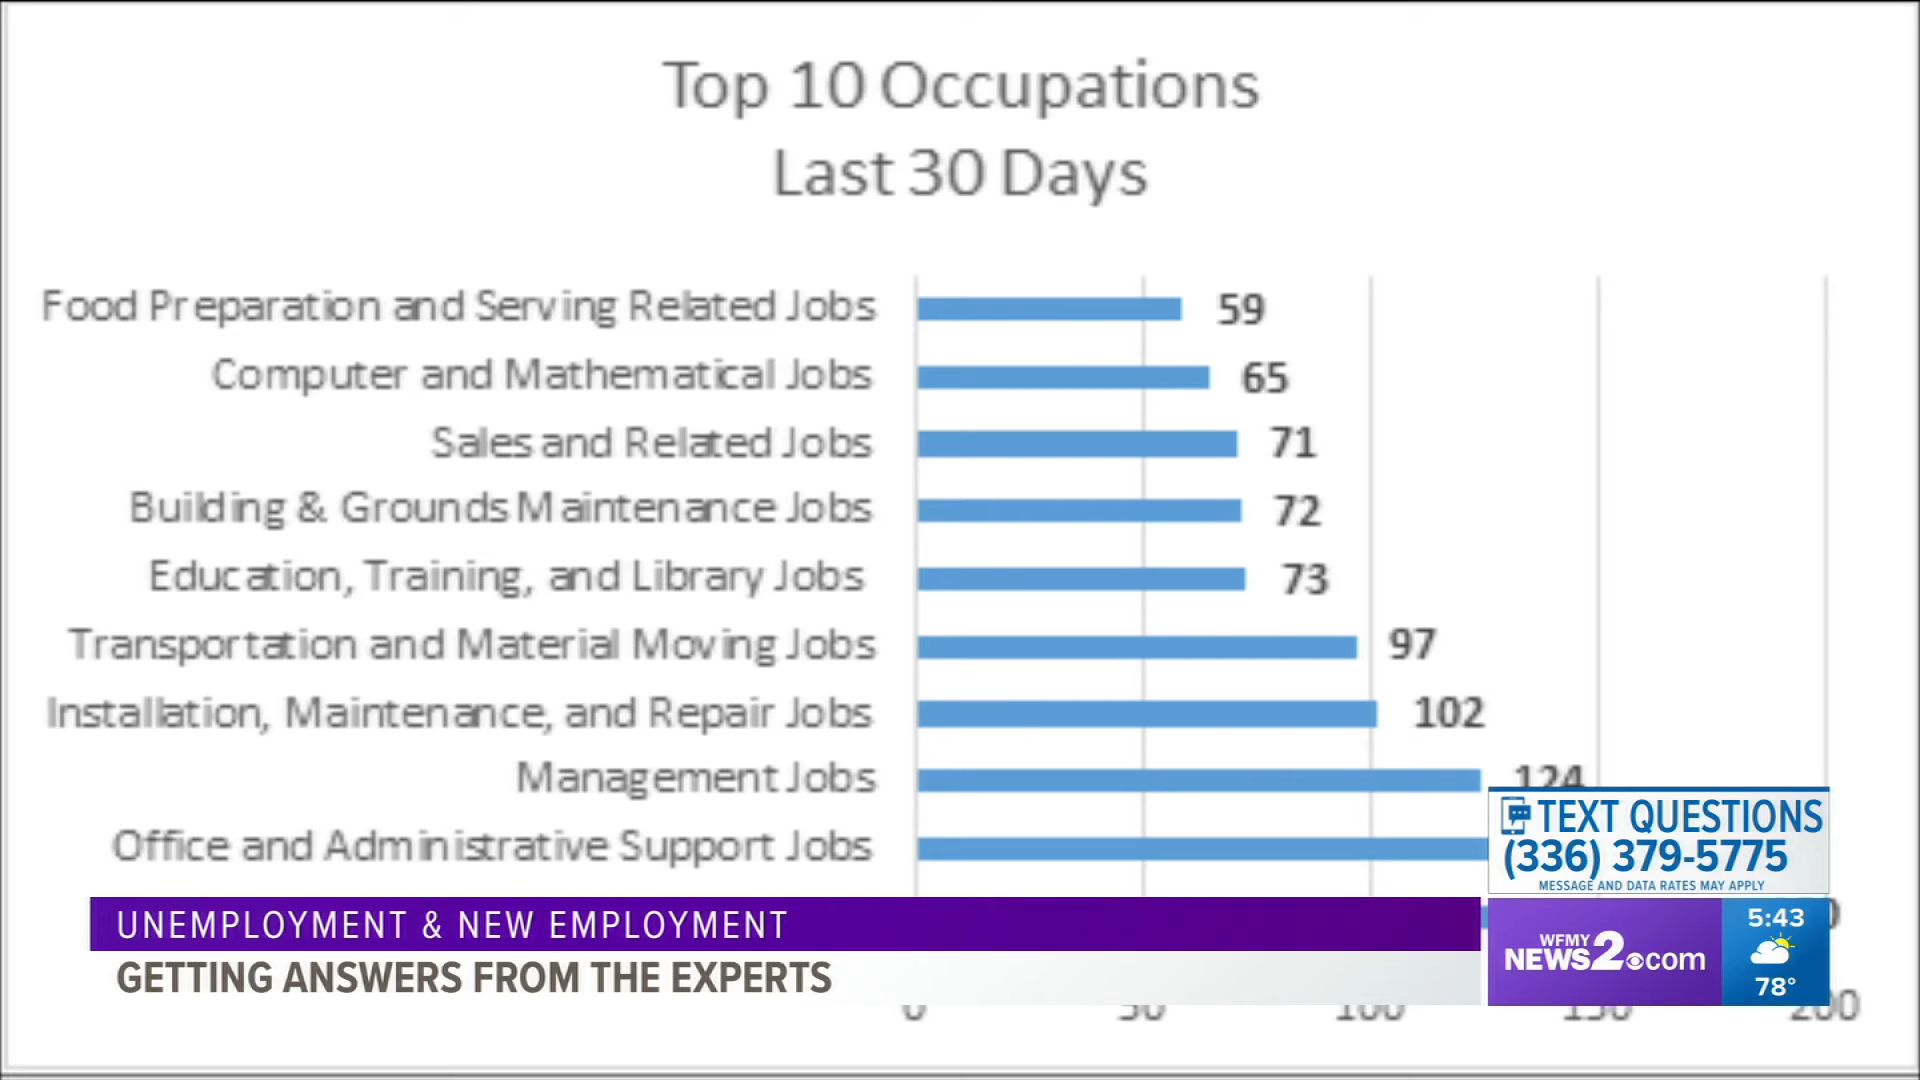 Top 10 Occupations
Last 30 Days
Food Preparation and Serving Related Jobs 59
Computer and Mathematical Jobs 65
Sales and Related Jobs 71
Building & Grounds Maintenance Jobs 72
Education, Training, and Library Jobs 73
Transportation and Material Moving Jobs 97
Installation, Maintenance, and Repair Jobs 102
Management Jobs 124
Office and Administrative Support Jobs
0 50 100 150 200
TEXT QUESTIONS
(336) 379-5775
MESSAGE AND DATA RATES MAY APPLY
UNEMPLOYMENT & NEW EMPLOYMENT
GETTING ANSWERS FROM THE EXPERTS
WFMY
NEWS2.com
5:43
78°